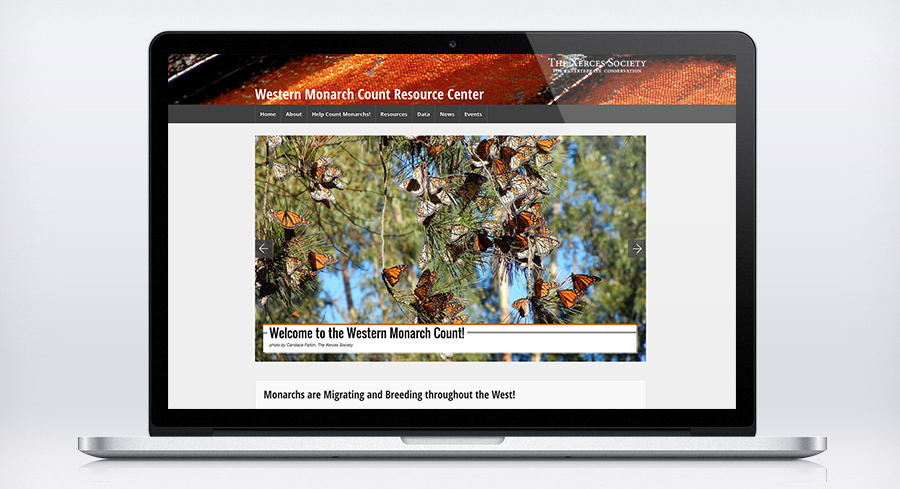 The Xerces Society
for invertebrate conservation
Western Monarch Count Resource Center
Home About Help Count Monarchs! Resources Data News Events
Welcome to the Western Monarch Count!
photo by Candace Fallon, The Xerces Society
Monarchs are Migrating and Breeding throughout the West!